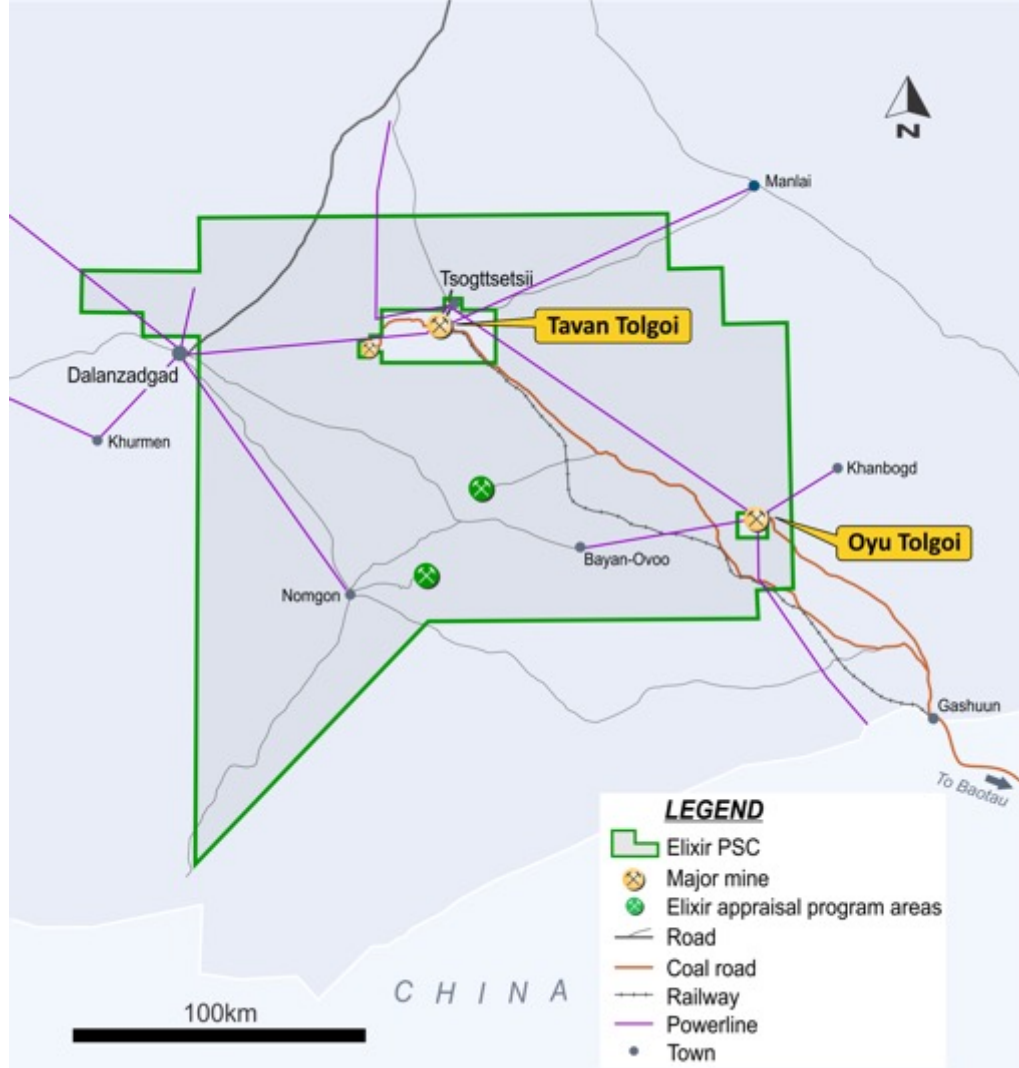 N
Manlai
Tsogttsetsii
Tavan Tolgoi
Dalanzadgad
Khurmen
Khanbogd
Oyu Tolgoi
Bayan-Ovoo
Nomgon
Gashuun
To Baotau
LEGEND
Elixir PSC
Major mine
Elixir appraisal program areas
Road
Coal road
Railway
Powerline
Town
CHINA
100km